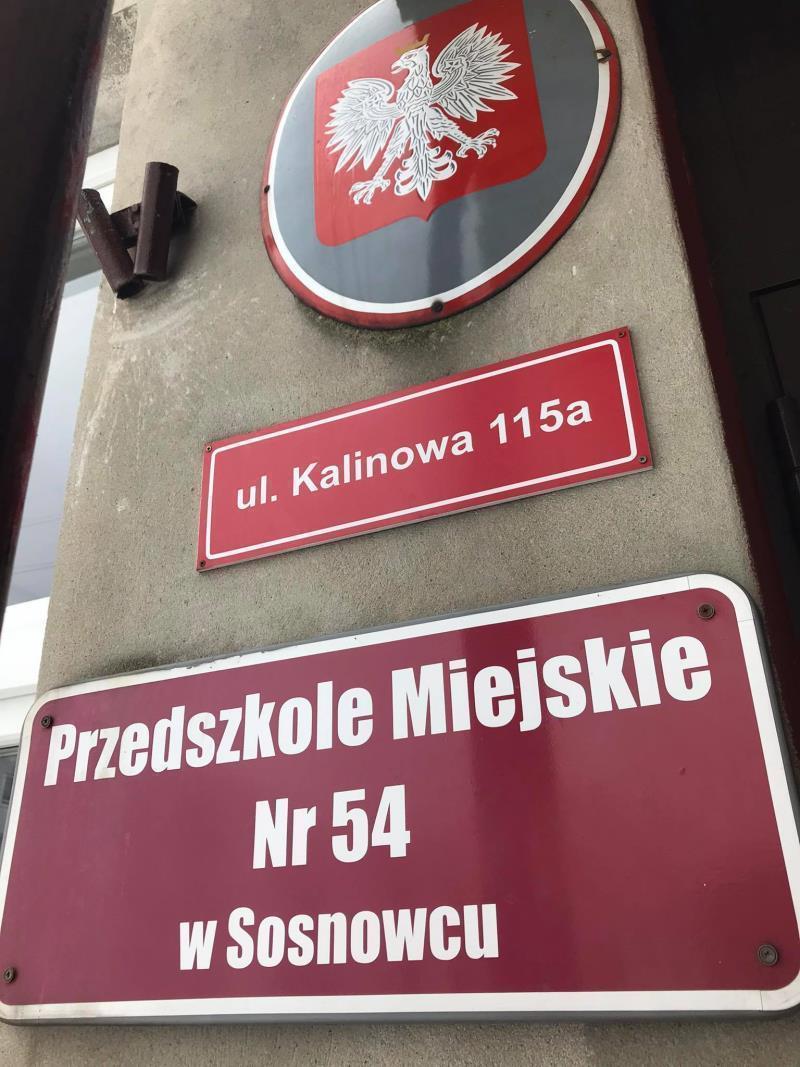 ul. Kalinowa 115a
Przedszkole Miejskie
Nr 54
w Sosnowcu